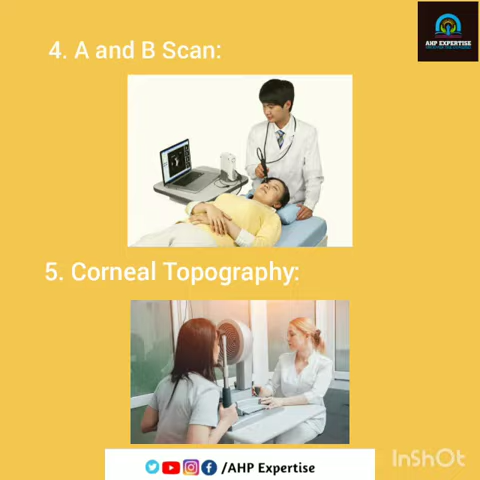 AHP EXPERTISE
4. A and B Scan:
5. Corneal Topography:
/AHP Expertise
InShOt